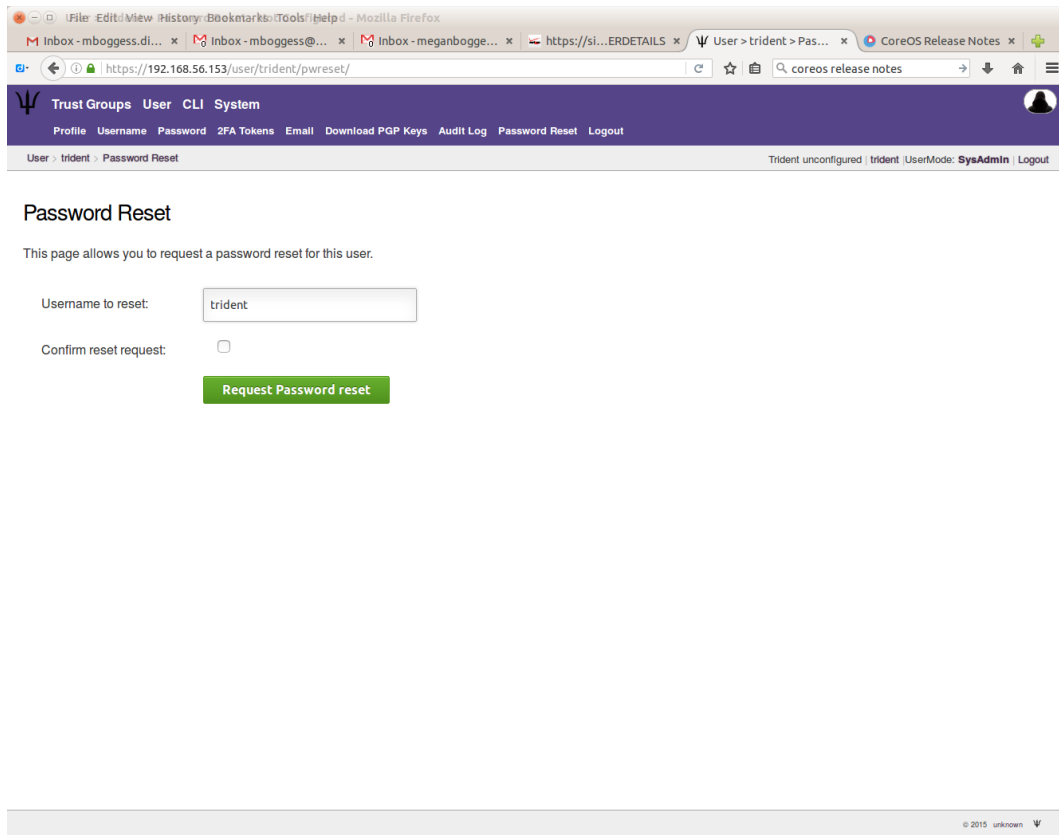 File Edit View History Bookmarks Tools Help d - Mozilla Firefox
Inbox - mboggess.di... Inbox - mboggess@... Inbox - meganbogge... https://si...ERDETAILS User > trident > Pas... CoreOS Release Notes
https://192.168.56.153/user/trident/pwreset/ coreos release notes
Trust Groups User CLI System
Profile Username Password 2FA Tokens Email Download PGP Keys Audit Log Password Reset Logout
User > trident > Password Reset Trident unconfigured | trident |UserMode: SysAdmin | Logout
Password Reset
This page allows you to request a password reset for this user.
Username to reset: trident
Confirm reset request:
Request Password reset
© 2015 unknown